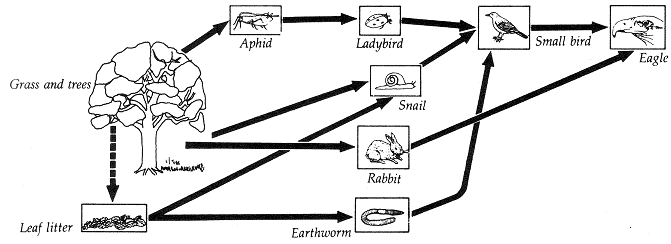 Aphid
Ladybird
Small bird
Eagle
Grass and trees
Snail
Rabbit
Leaf litter
Earthworm